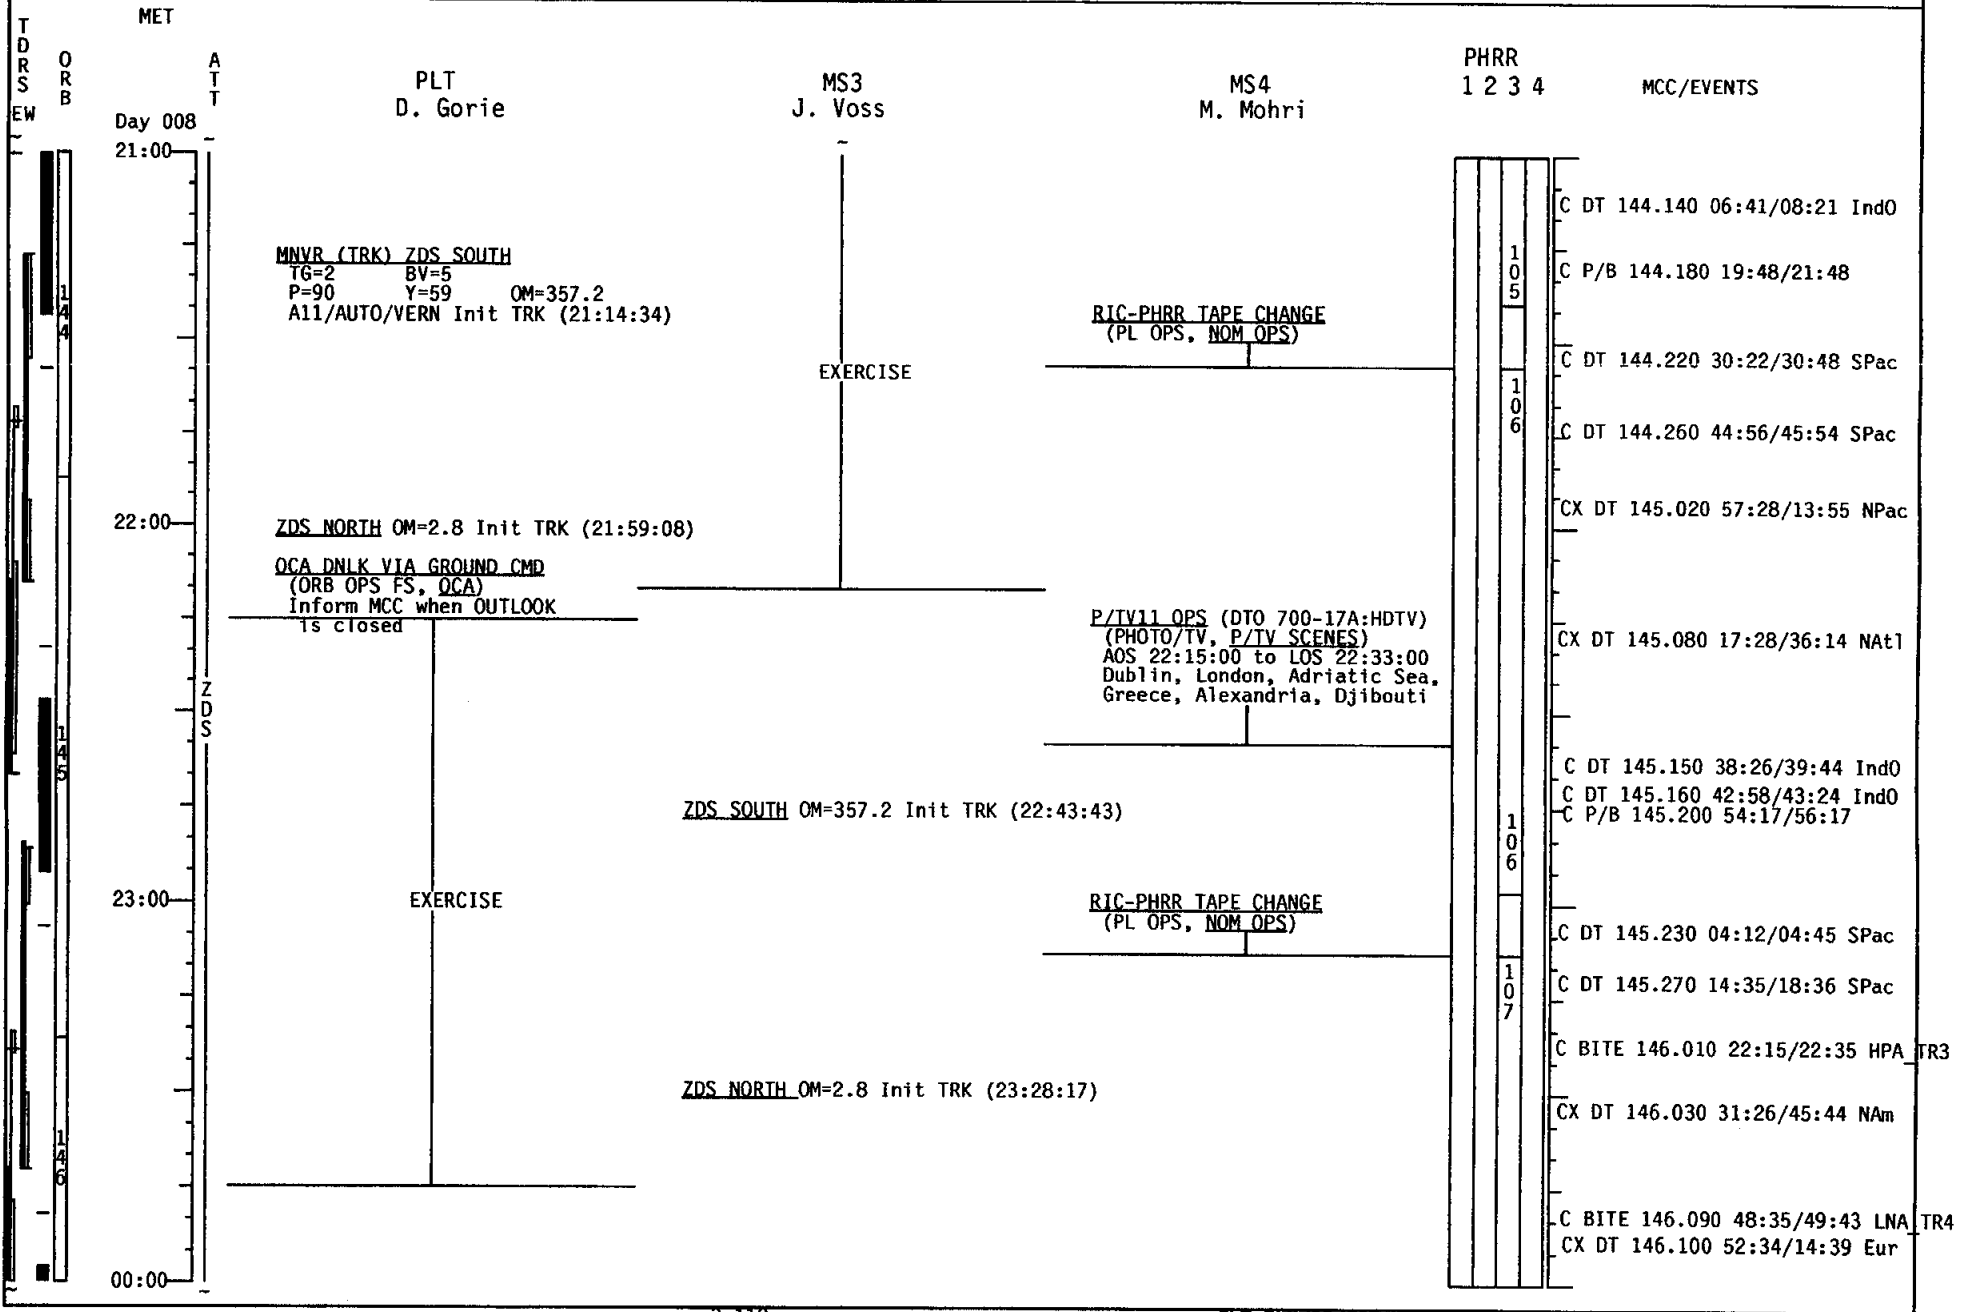 MET
TDRS
ORB
ATT
EW
PLT
D. Gorie
MS3
J. Voss
MS4
M. Mohri
PHRR
1 2 3 4
MCC/EVENTS
Day 008
21:00
C DT 144.140 06:41/08:21 IndO
MNVR (TRK) ZDS SOUTH
TG=2 BV=5
P=90 Y=59 OM=357.2
All/AUTO/VERN Init TRK (21:14:34)
105
C P/B 144.180 19:48/21:48
144
RIC-PHRR TAPE CHANGE
(PL OPS, NOM OPS)
EXERCISE
C DT 144.220 30:22/30:48 SPac
106
C DT 144.260 44:56/45:54 SPac
CX DT 145.020 57:28/13:55 NPac
22:00
ZDS NORTH OM=2.8 Init TRK (21:59:08)
OCA DNLK VIA GROUND CMD
(ORB OPS FS, OCA)
Inform MCC when OUTLOOK
is closed
P/TV11 OPS (DTO 700-17A:HDTV)
(PHOTO/TV, P/TV SCENES)
AOS 22:15:00 to LOS 22:33:00
Dublin, London, Adriatic Sea,
Greece, Alexandria, Djibouti
CX DT 145.080 17:28/36:14 NAtl
ZDS
145
C DT 145.150 38:26/39:44 IndO
C DT 145.160 42:58/43:24 IndO
C P/B 145.200 54:17/56:17
ZDS SOUTH OM=357.2 Init TRK (22:43:43)
106
23:00
EXERCISE
RIC-PHRR TAPE CHANGE
(PL OPS, NOM OPS)
C DT 145.230 04:12/04:45 SPac
107
C DT 145.270 14:35/18:36 SPac
C BITE 146.010 22:15/22:35 HPA TR3
ZDS NORTH OM=2.8 Init TRK (23:28:17)
CX DT 146.030 31:26/45:44 NAm
146
C BITE 146.090 48:35/49:43 LNA TR4
CX DT 146.100 52:34/14:39 Eur
00:00